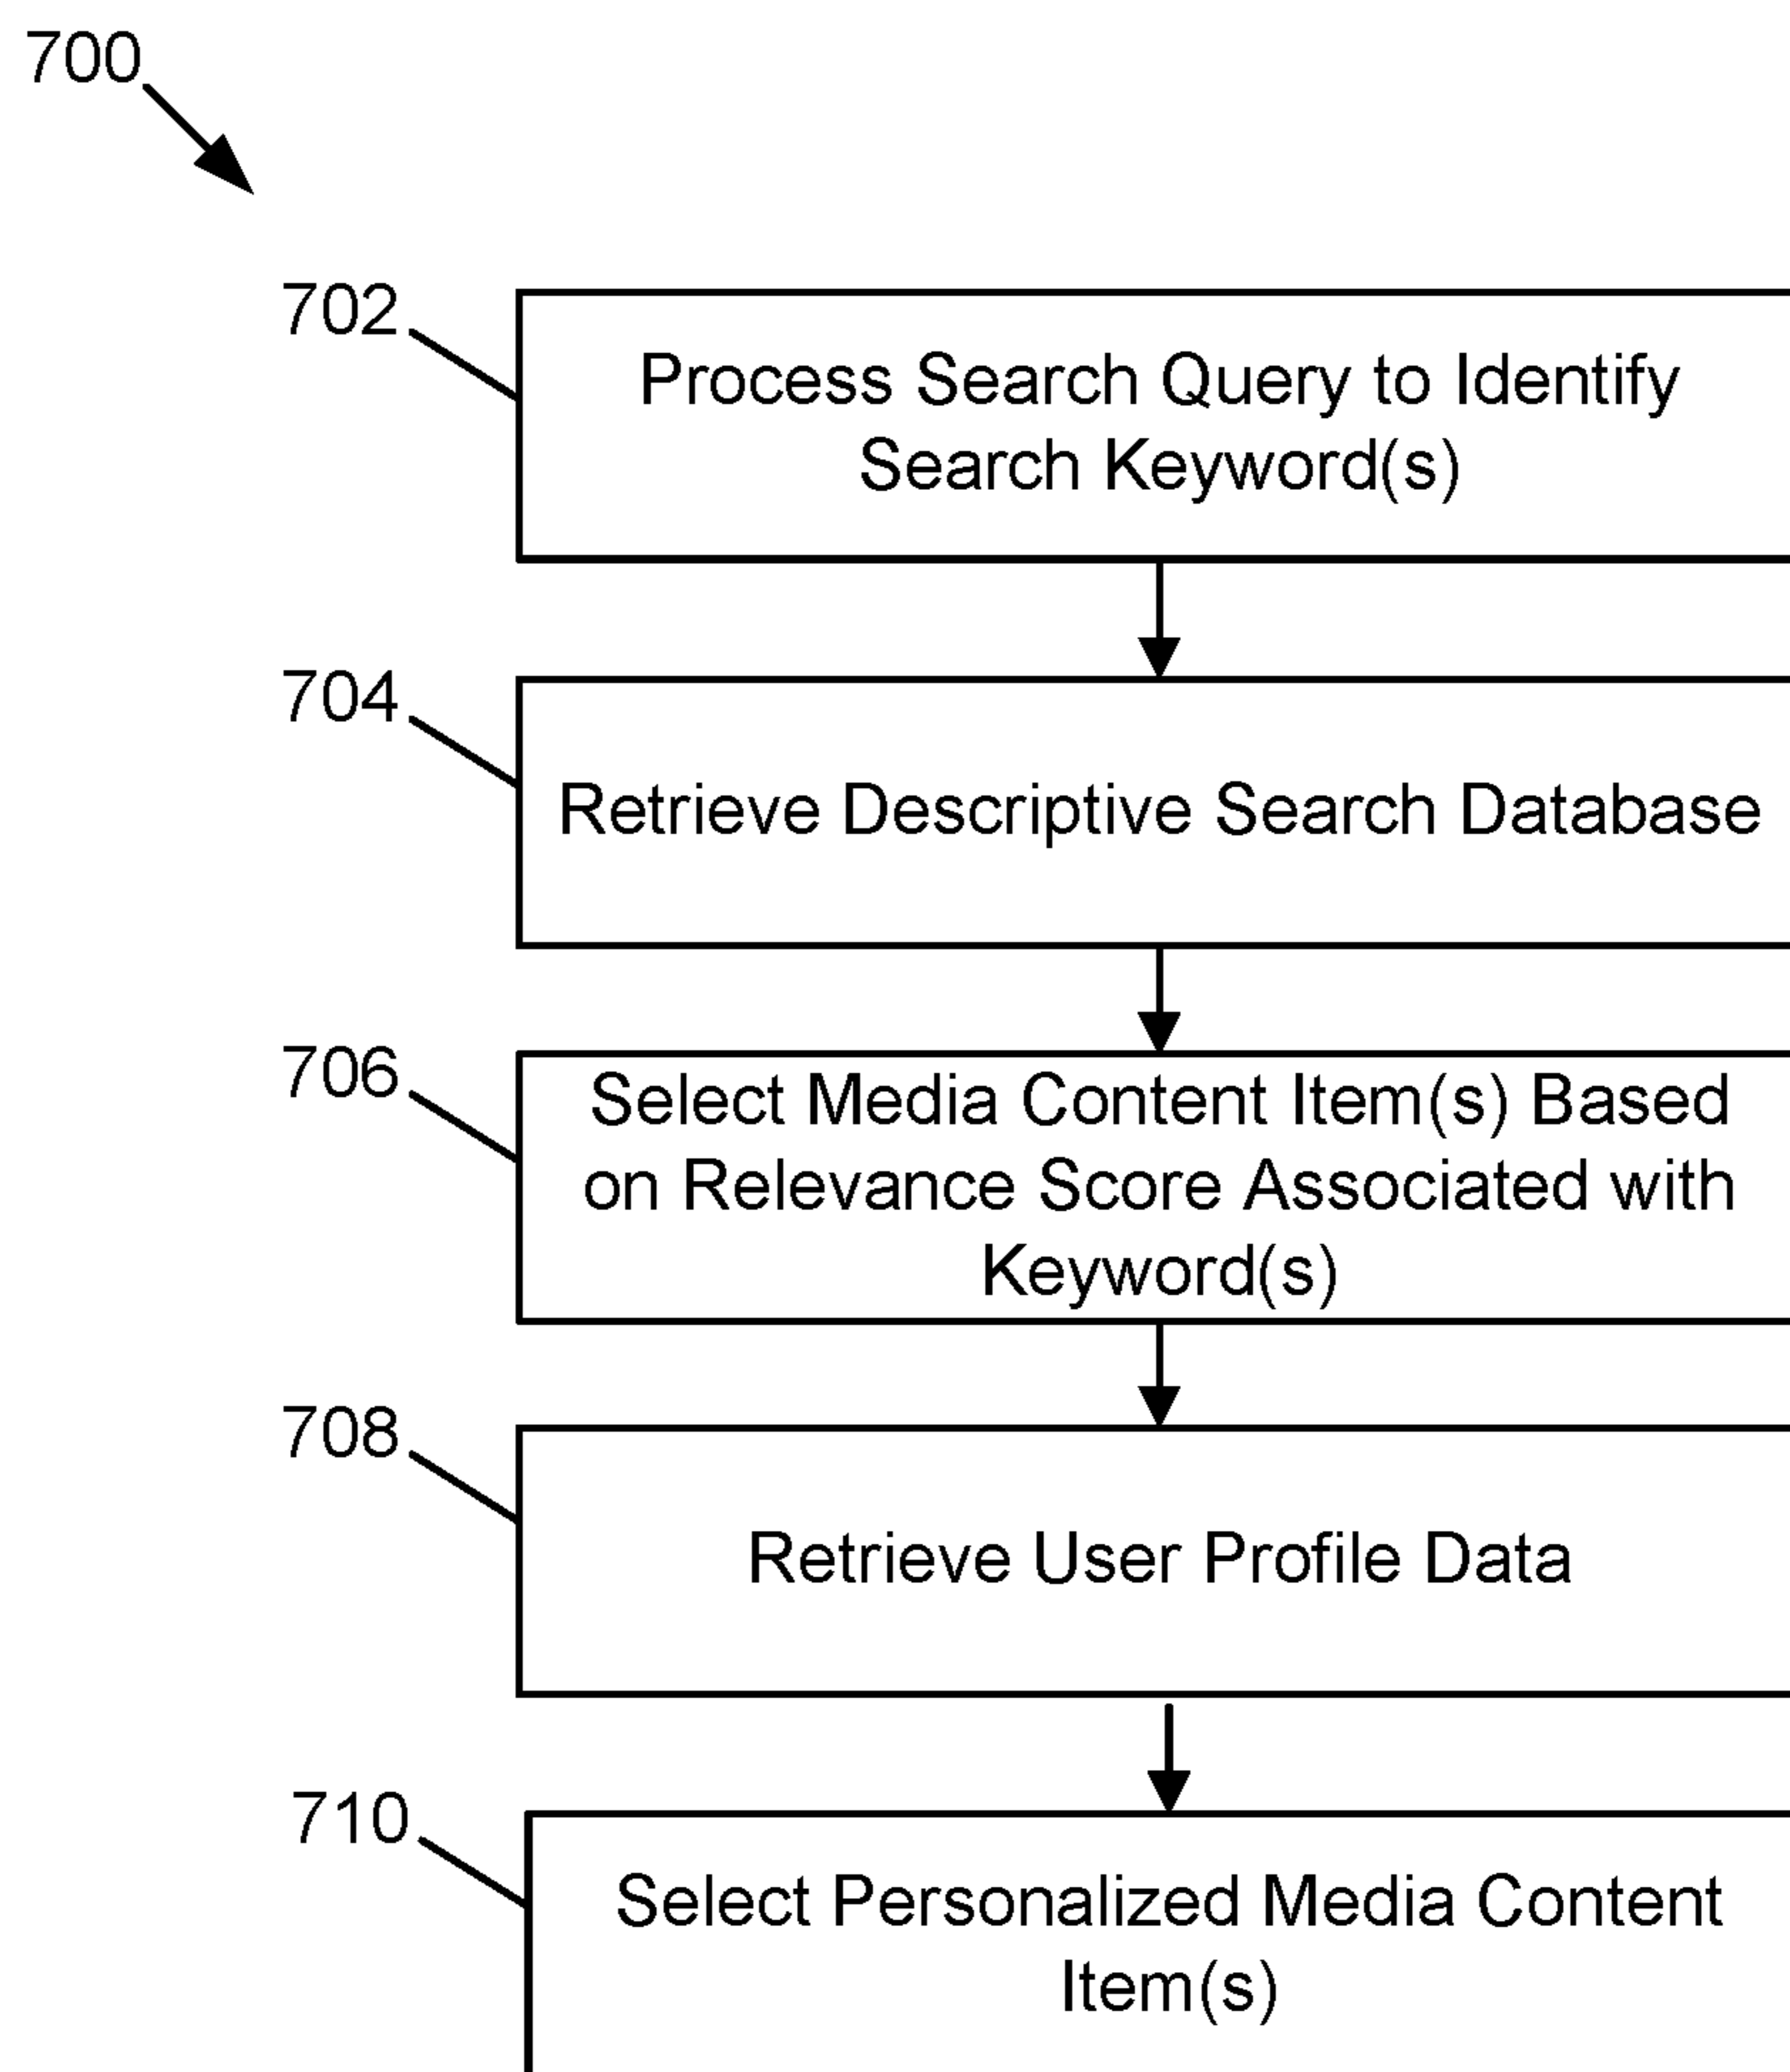 700
702
Process Search Query to Identify
Search Keyword(s)
704
Retrieve Descriptive Search Database
706
Select Media Content Item(s) Based
on Relevance Score Associated with
Keyword(s)
708
Retrieve User Profile Data
710
Select Personalized Media Content
Item(s)